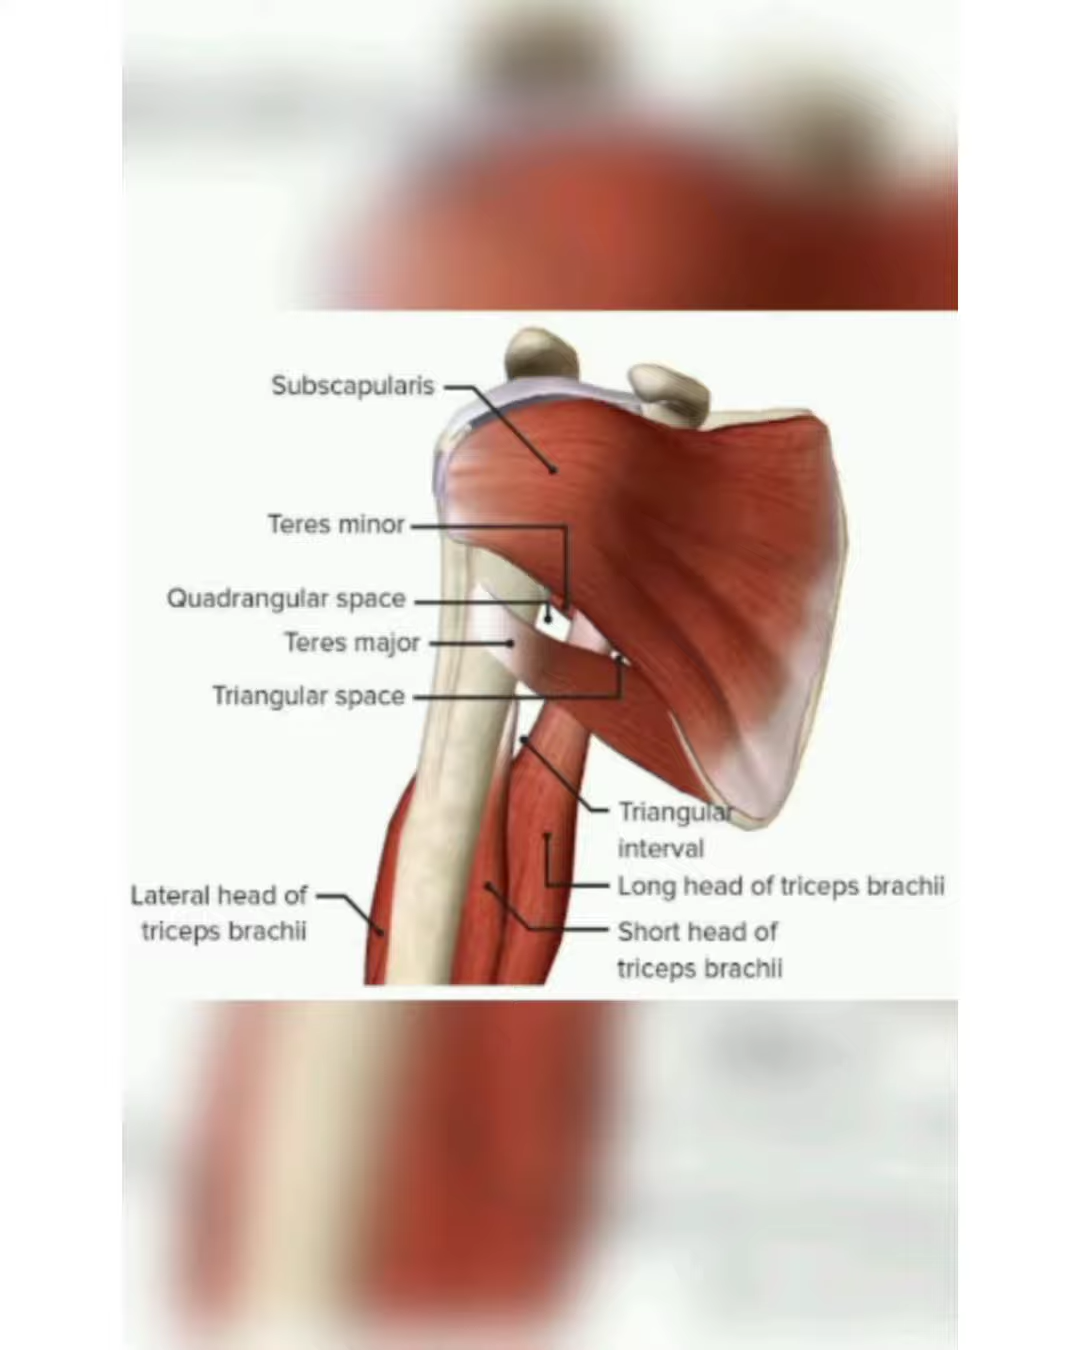 Subscapularis
Teres minor
Quadrangular space
Teres major
Triangular space
Triangular
interval
Long head of triceps brachii
Lateral head of
triceps brachii
Short head of
triceps brachii